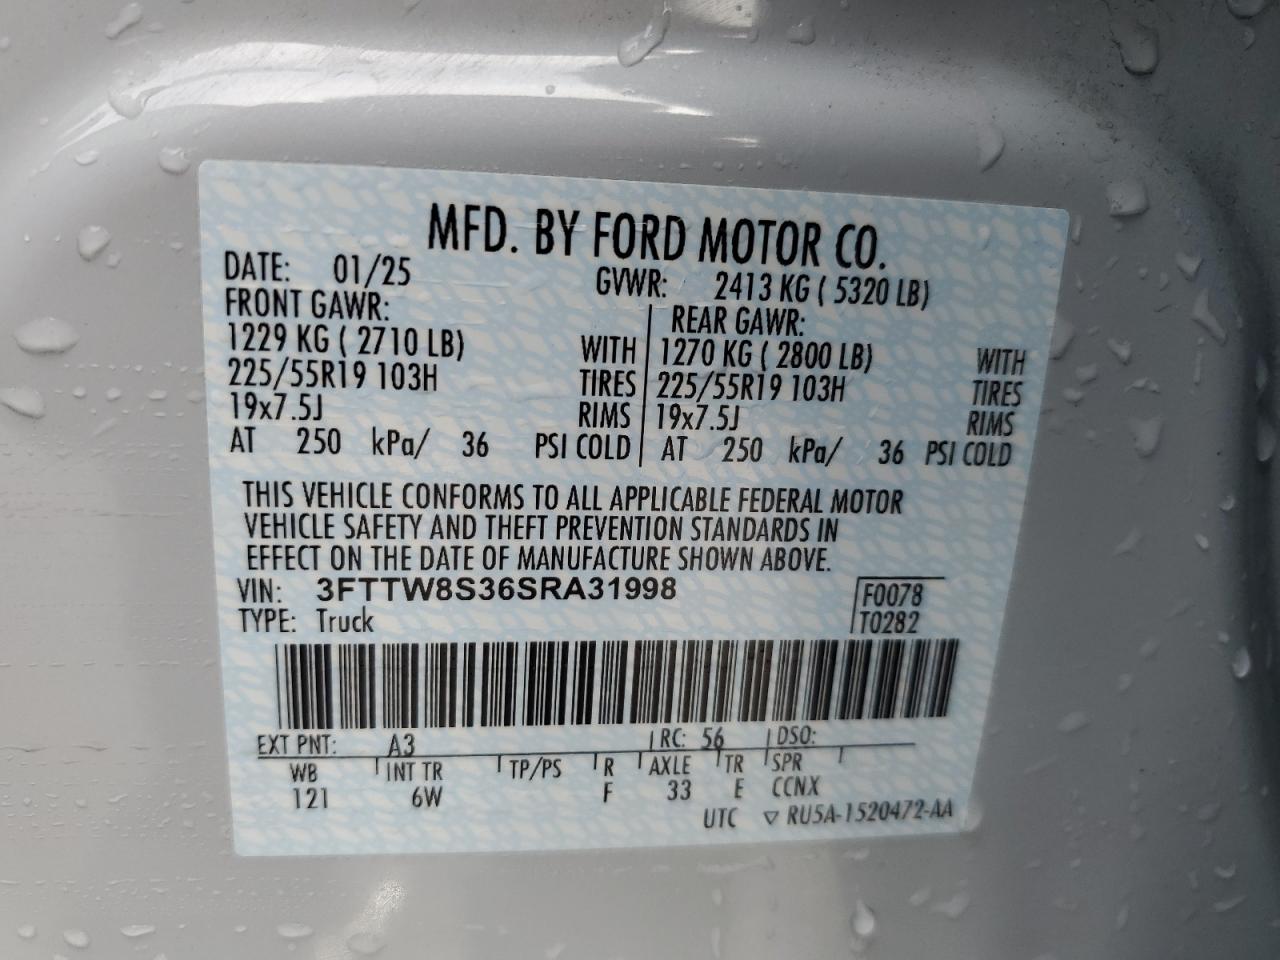 MFD. BY FORD MOTOR CO.
DATE: 01/25 GVWR: 2413 KG ( 5320 LB)
FRONT GAWR: REAR GAWR:
1229 KG ( 2710 LB) WITH 1270 KG ( 2800 LB) WITH
225/55R19 103H TIRES 225/55R19 103H TIRES
19x7.5J RIMS 19x7.5J RIMS
AT 250 kPa/ 36 PSI COLD AT 250 kPa/ 36 PSI COLD
THIS VEHICLE CONFORMS TO ALL APPLICABLE FEDERAL MOTOR
VEHICLE SAFETY AND THEFT PREVENTION STANDARDS IN
EFFECT ON THE DATE OF MANUFACTURE SHOWN ABOVE.
VIN: 3FTTW8S36SRA31998 F0078
TYPE: Truck T0282
EXT PNT: A3 RC: 56 DSO:
WB INT TR TP/PS R AXLE TR SPR
121 6W F 33 E CCNX
UTC ▽ RU5A-1520472-AA